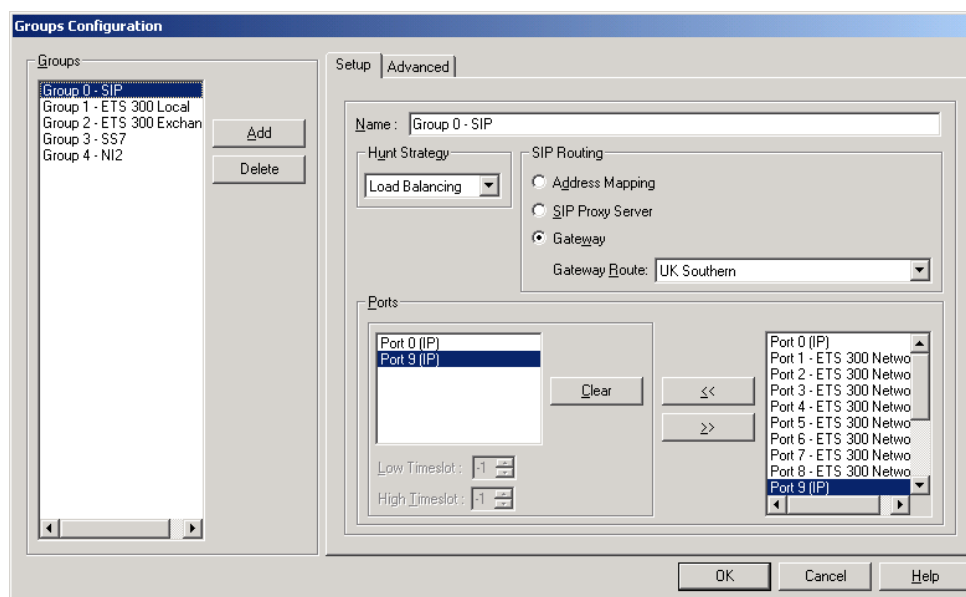 Groups Configuration
Groups
Group 0 - SIP
Group 1 - ETS 300 Local
Group 2 - ETS 300 Exchan
Group 3 - SS7
Group 4 - NI2
Add
Delete
Setup
Advanced
Name :
Group 0 - SIP
Hunt Strategy
Load Balancing
SIP Routing
Address Mapping
SIP Proxy Server
Gateway
Gateway Route:
UK Southern
Ports
Port 0 (IP)
Port 9 (IP)
Clear
Low Timeslot :
-1
High Timeslot :
-1
<<
>>
Port 0 (IP)
Port 1 - ETS 300 Netwo
Port 2 - ETS 300 Netwo
Port 3 - ETS 300 Netwo
Port 4 - ETS 300 Netwo
Port 5 - ETS 300 Netwo
Port 6 - ETS 300 Netwo
Port 7 - ETS 300 Netwo
Port 8 - ETS 300 Netwo
Port 9 (IP)
OK
Cancel
Help